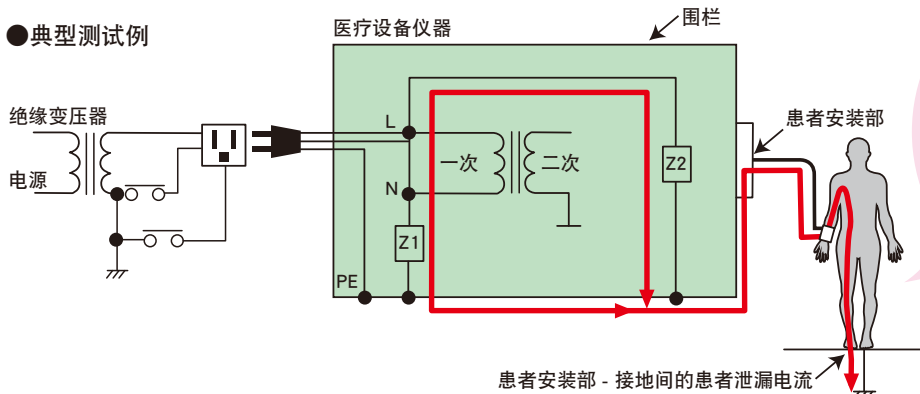 ●典型测试例
医疗设备仪器
围栏
绝缘变压器
患者安装部
L
一次
二次
Z2
电源
N
Z1
PE
患者安装部 - 接地间的患者泄漏电流